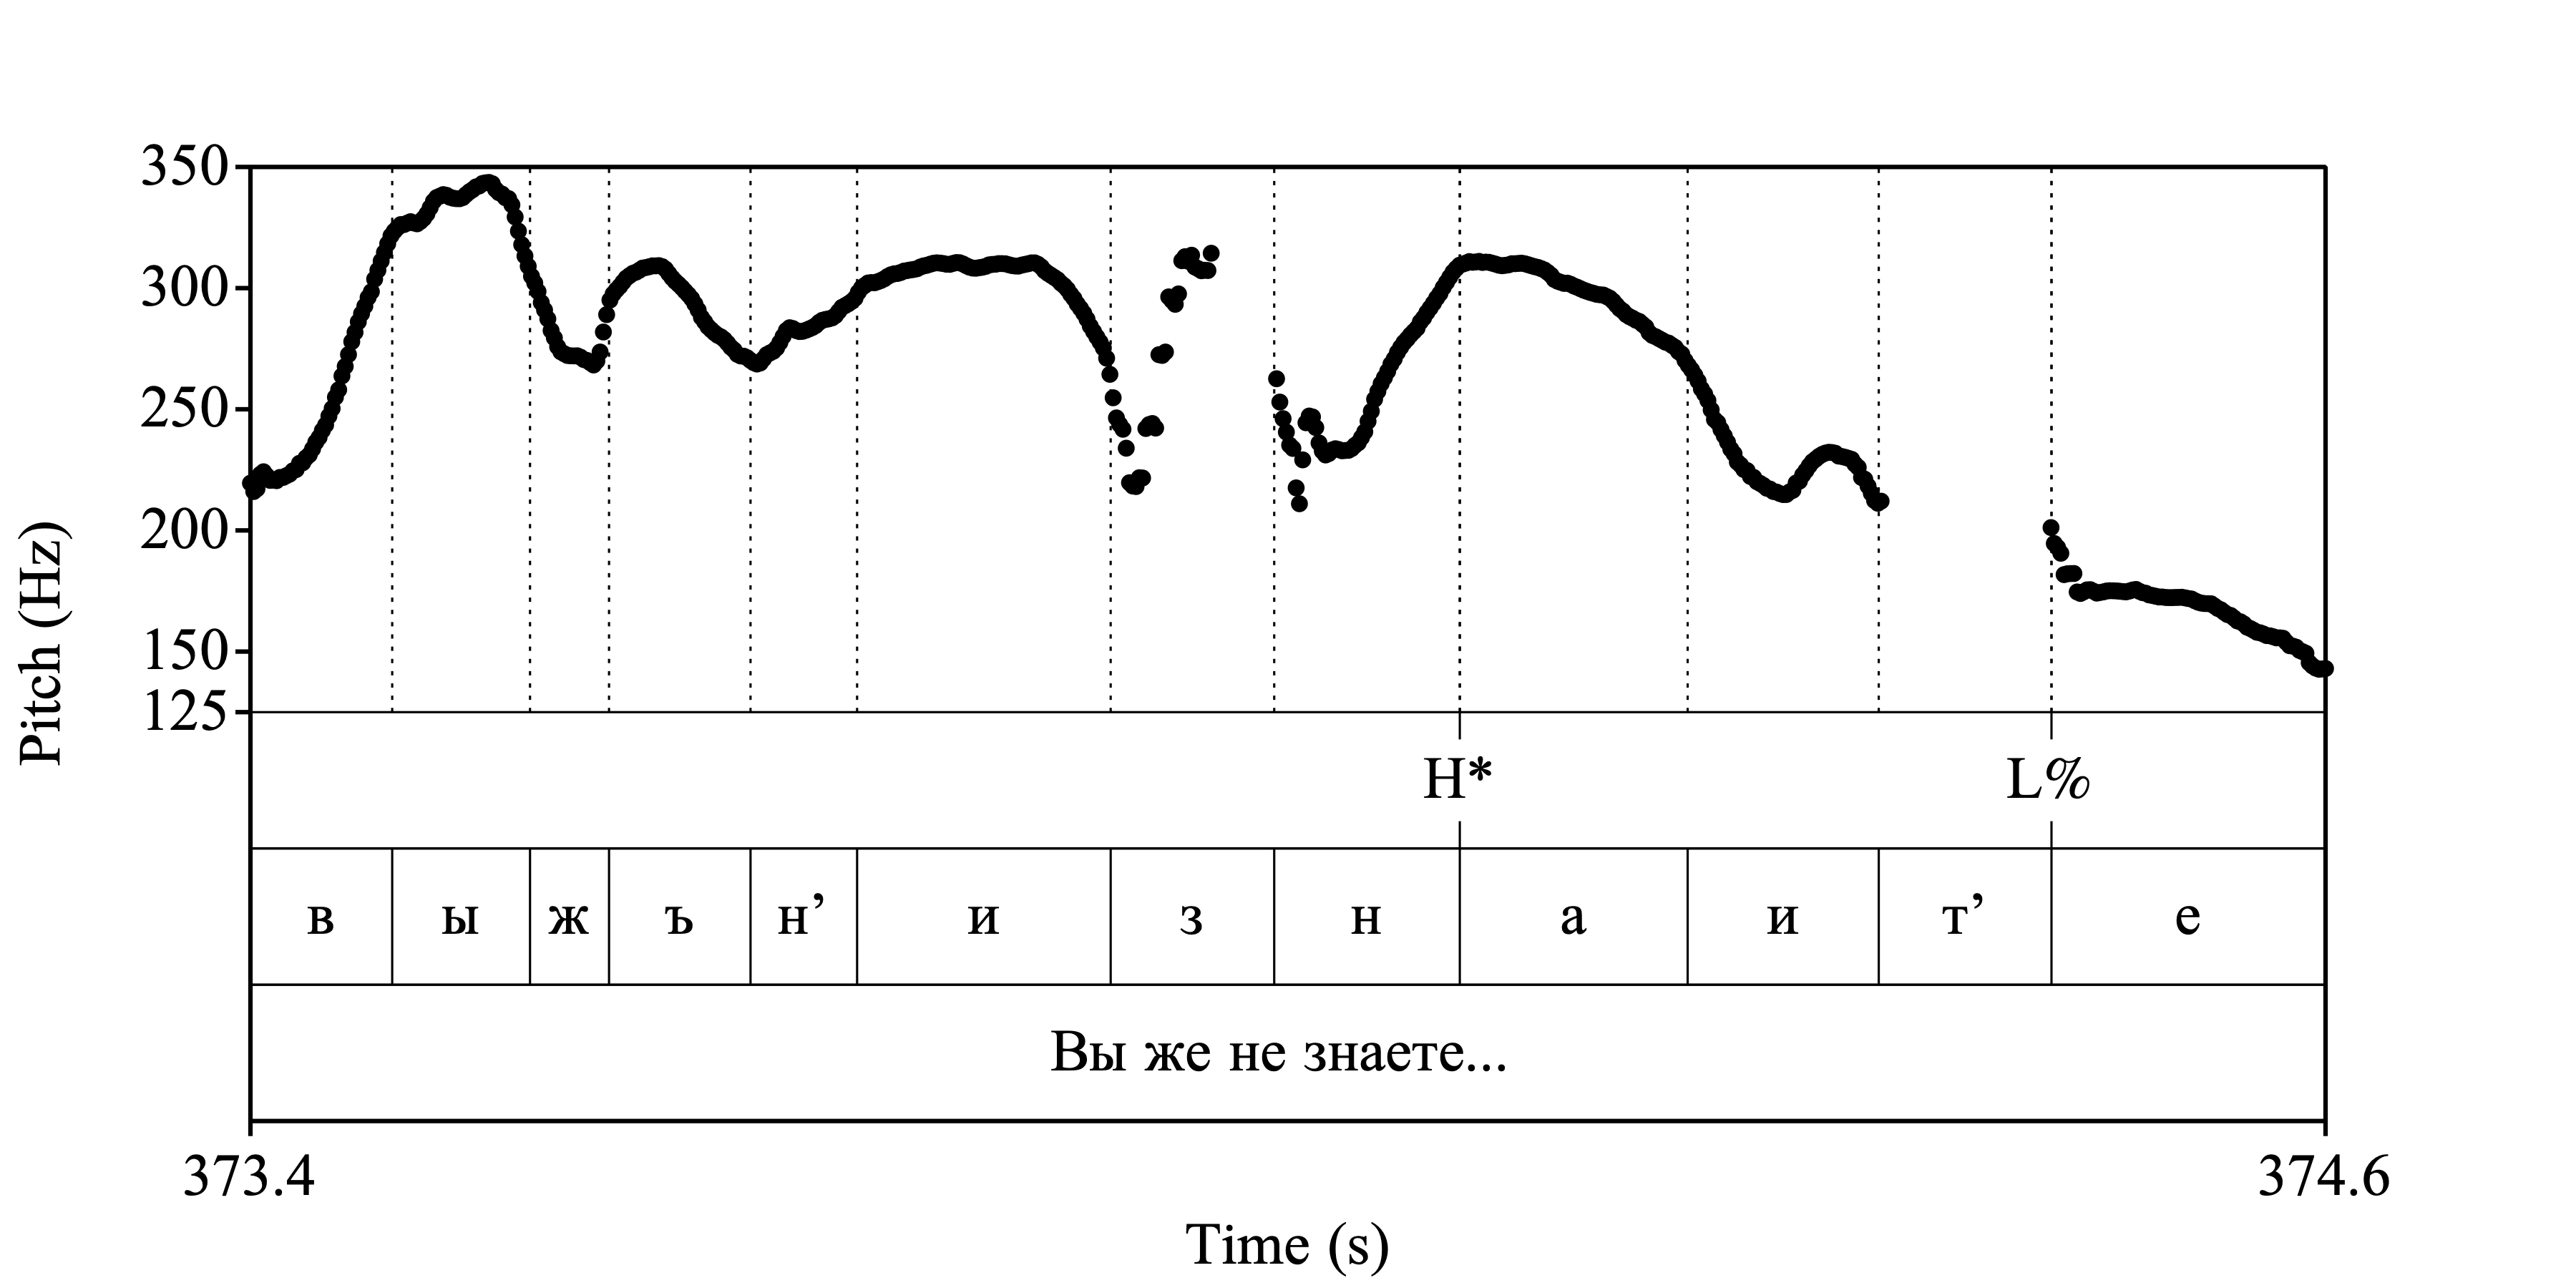 350
300
250
200
150
125
Pitch (Hz)
H* L%
в ы ж ъ н’ и з н а и т’ е
Вы же не знаете...
373.4 374.6
Time (s)